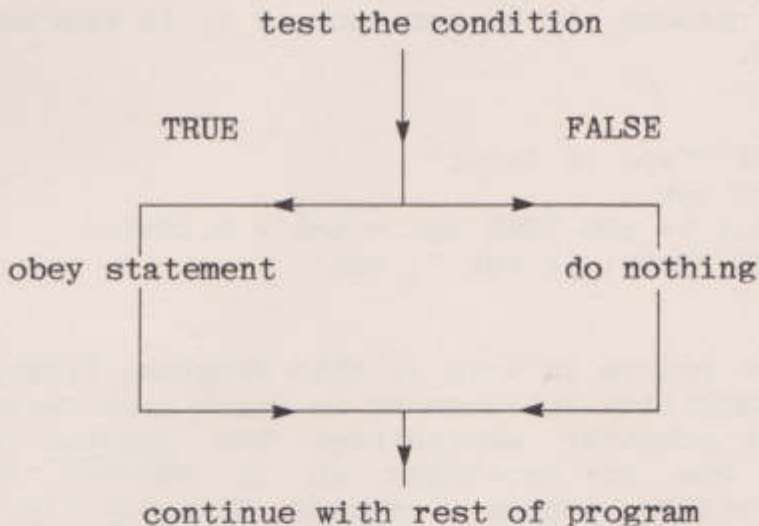 test the condition
TRUE FALSE
obey statement do nothing
continue with rest of program